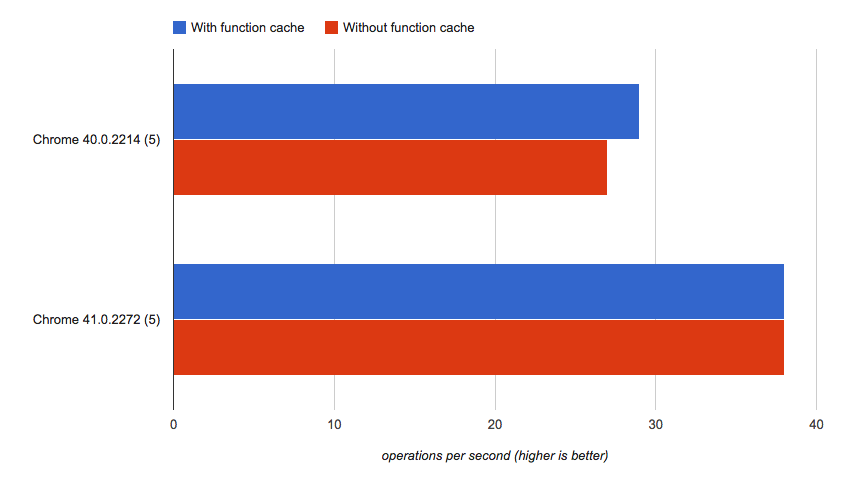 With function cache
Without function cache
Chrome 40.0.2214 (5)
Chrome 41.0.2272 (5)
0 10 20 30 40
operations per second (higher is better)